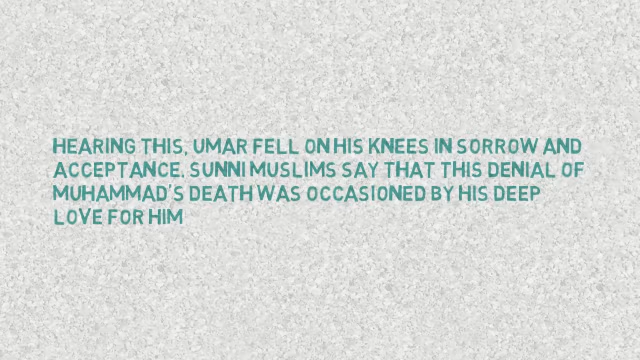 HEARING THIS, UMAR FELL ON HIS KNEES IN SORROW AND
ACCEPTANCE. SUNNI MUSLIMS SAY THAT THIS DENIAL OF
MUHAMMAD'S DEATH WAS OCCASIONED BY HIS DEEP
LOVE FOR HIM